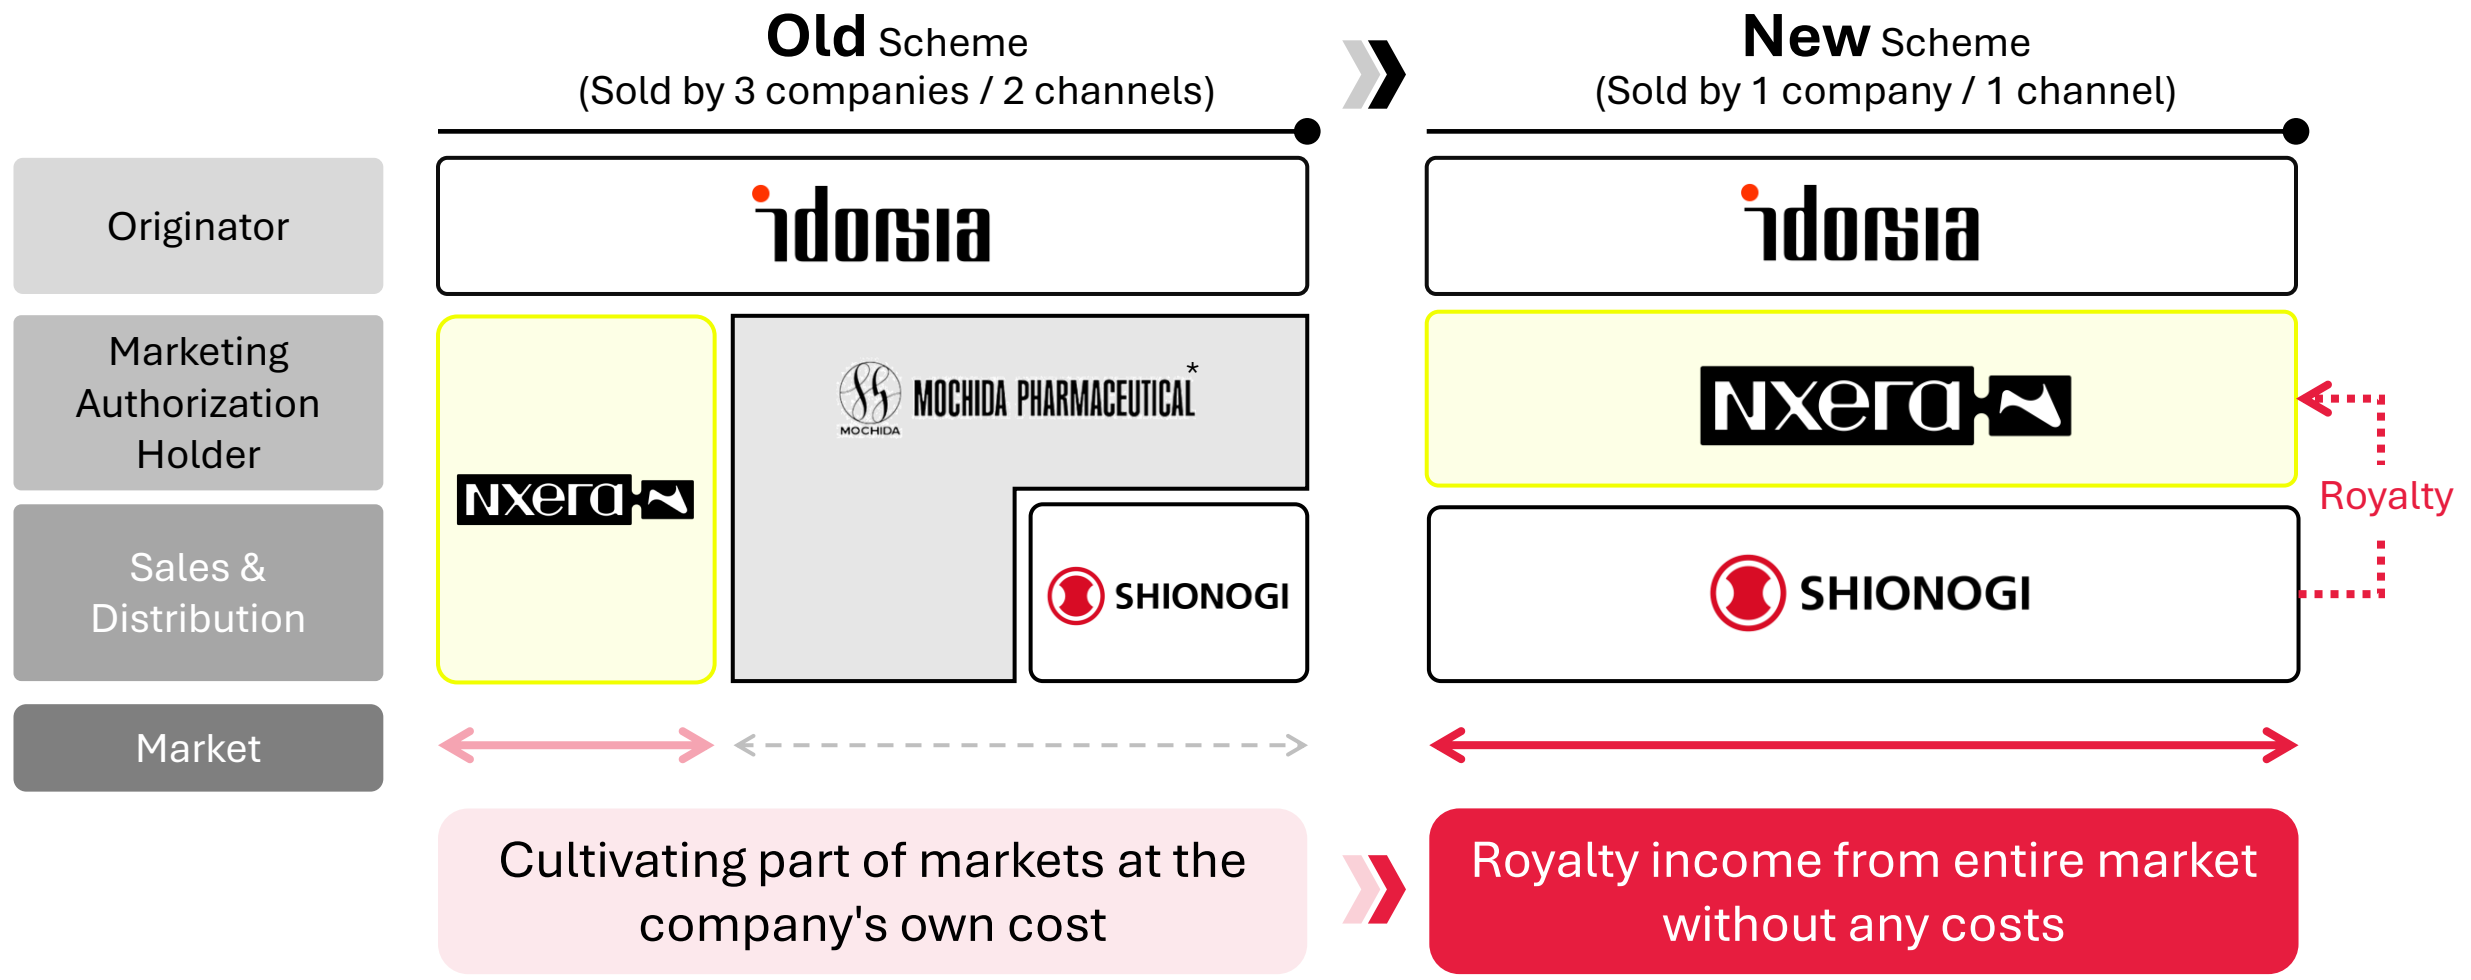 Old Scheme
(Sold by 3 companies / 2 channels)
New Scheme
(Sold by 1 company / 1 channel)
Originator
idorsia
idorsia
Marketing
Authorization
Holder
MOCHIDA
MOCHIDA PHARMACEUTICAL*
nxera
nxera
Royalty
Sales &
Distribution
SHIONOGI
SHIONOGI
Market
Cultivating part of markets at the
company's own cost
Royalty income from entire market
without any costs